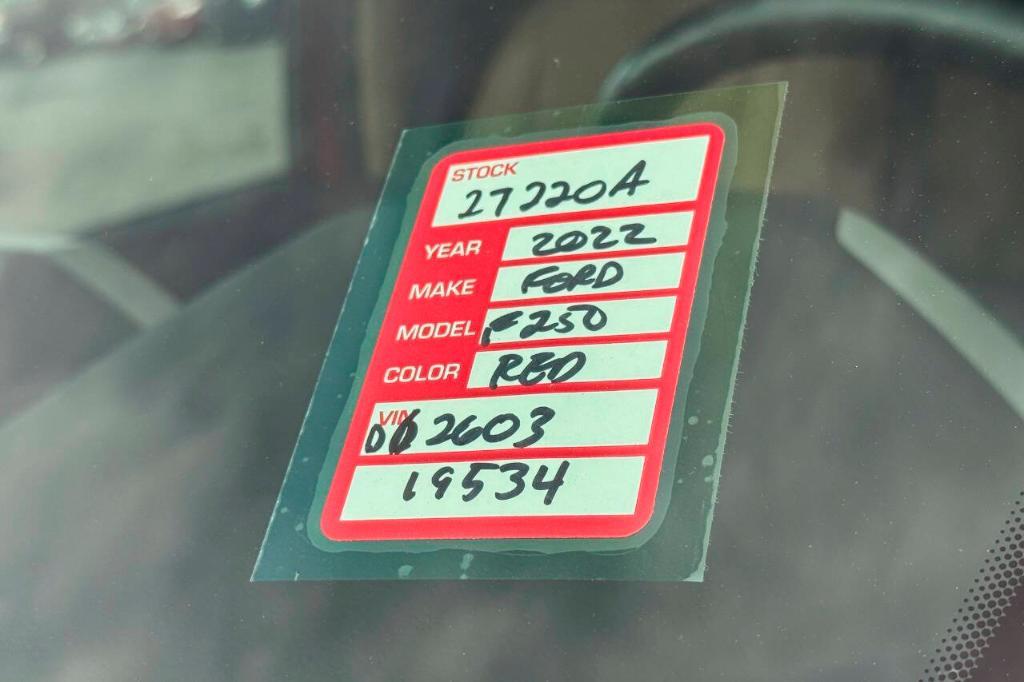 STOCK
27220A
YEAR 2022
MAKE FORD
MODEL F250
COLOR RED
VIN
2603
19534